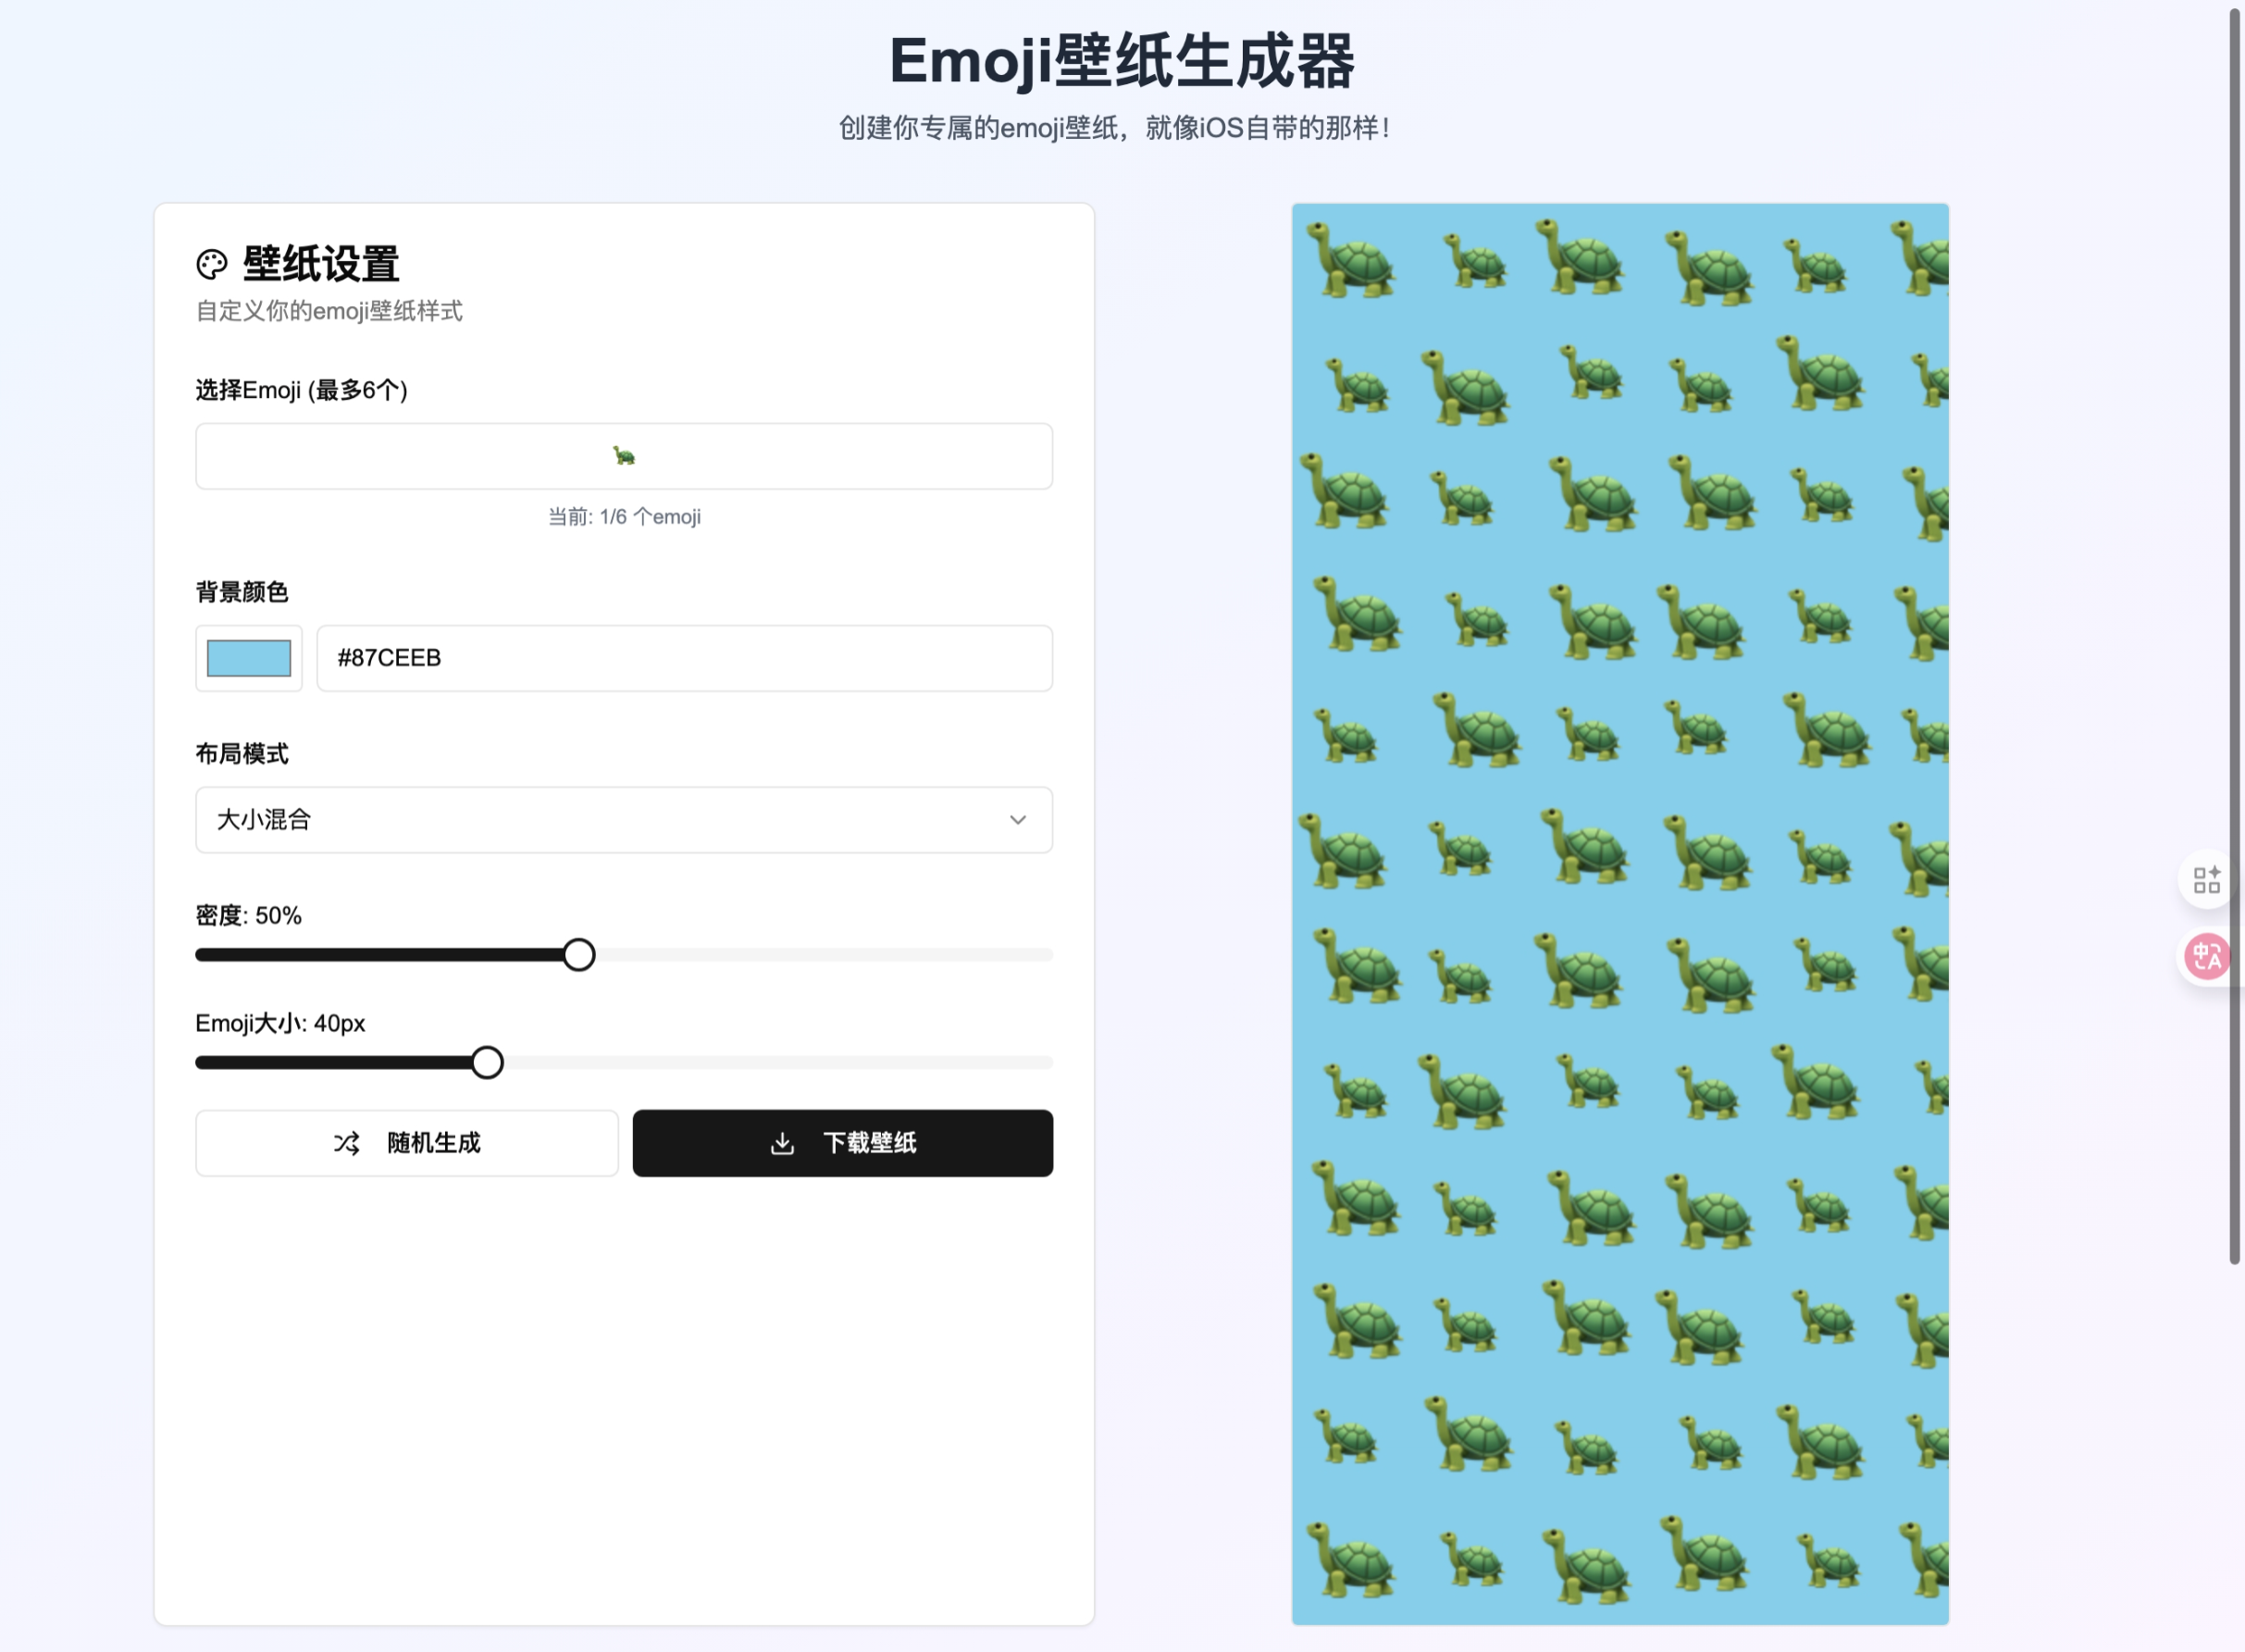 Emoji壁纸生成器
创建你专属的emoji壁纸，就像iOS自带的那样！
壁纸设置
自定义你的emoji壁纸样式
选择Emoji (最多6个)
🐢
当前: 1/6 个emoji
背景颜色
#87CEEB
布局模式
大小混合
密度: 50%
Emoji大小: 40px
随机生成
下载壁纸
中A